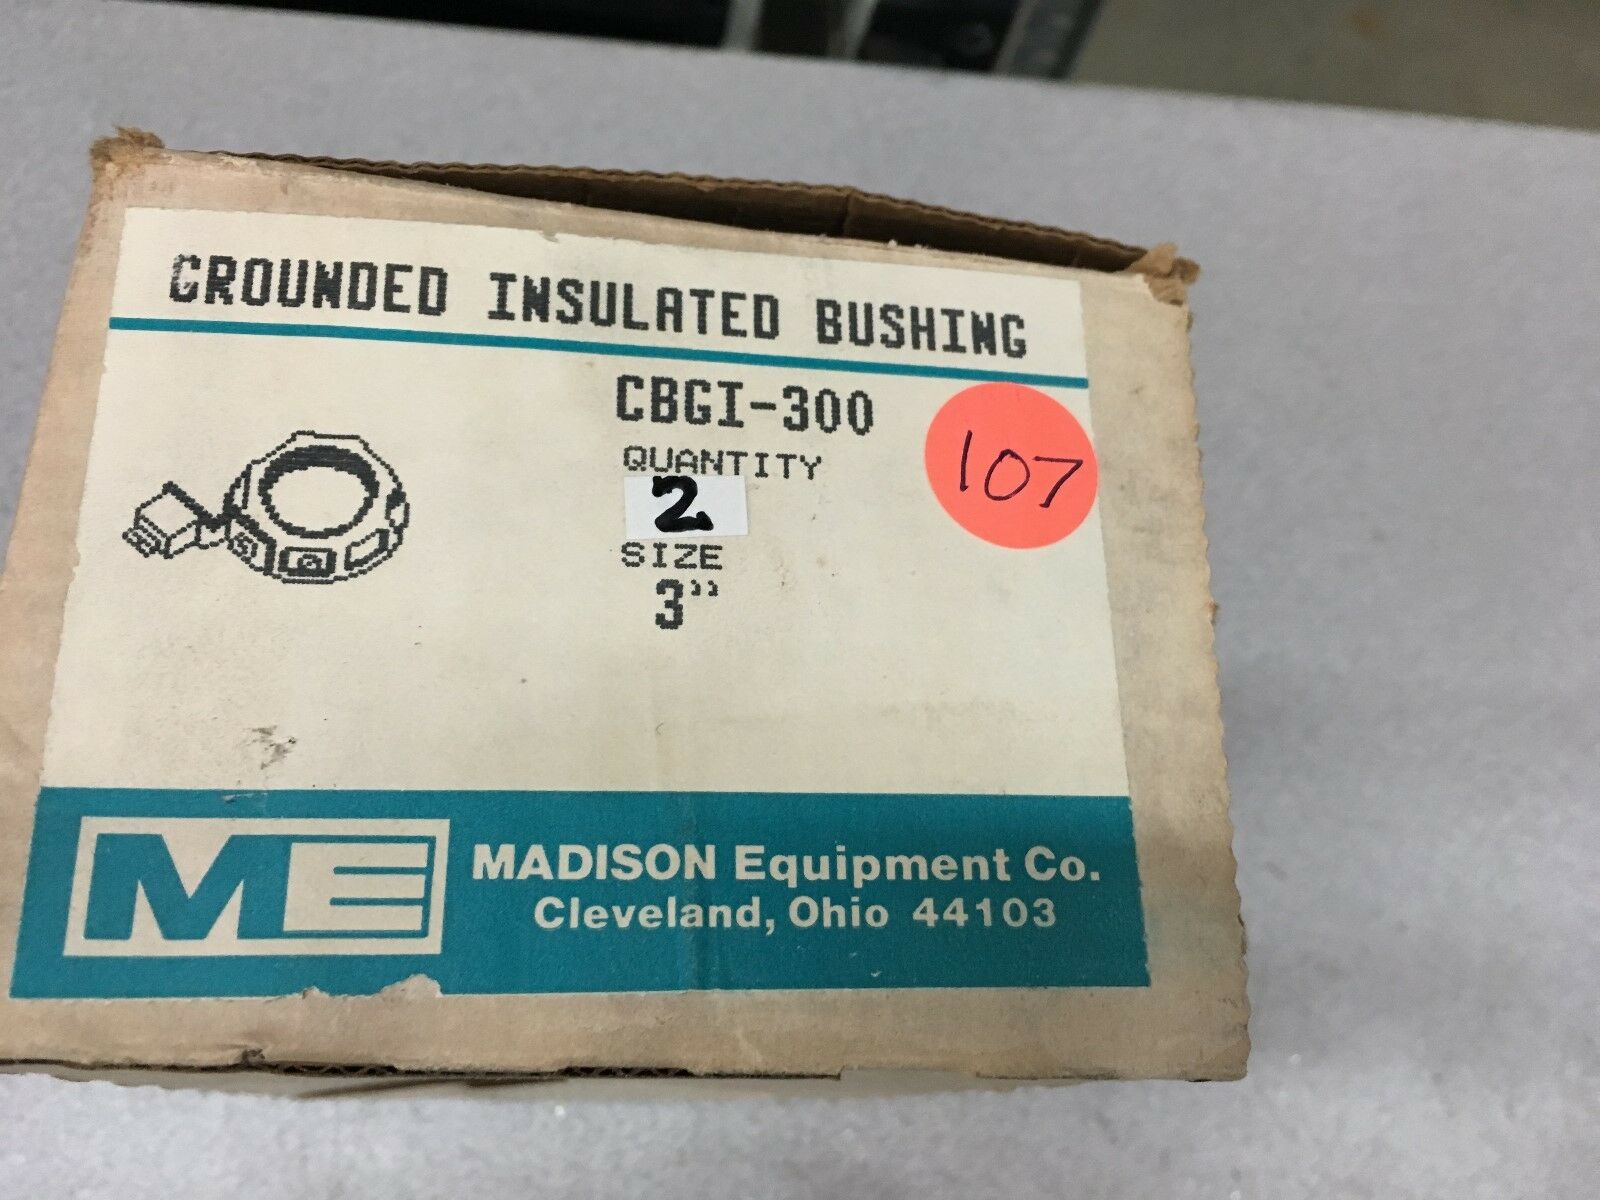 GROUNDED INSULATED BUSHING
CBGI-300
QUANTITY
2
SIZE
3"
107
ME
MADISON Equipment Co.
Cleveland, Ohio 44103